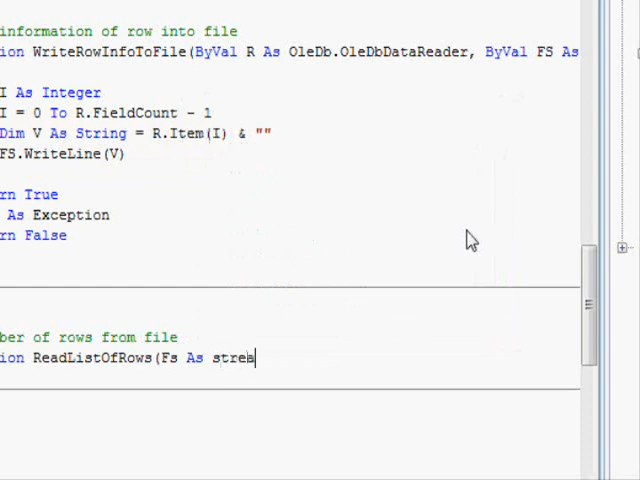 information of row into file
ion WriteRowInfoToFile(ByVal R As OleDb.OleDbDataReader, ByVal FS As
I As Integer
I = 0 To R.FieldCount - 1
Dim V As String = R.Item(I) & ""
FS.WriteLine(V)
rn True
As Exception
rn False
ber of rows from file
ion ReadListOfRows(Fs As strea